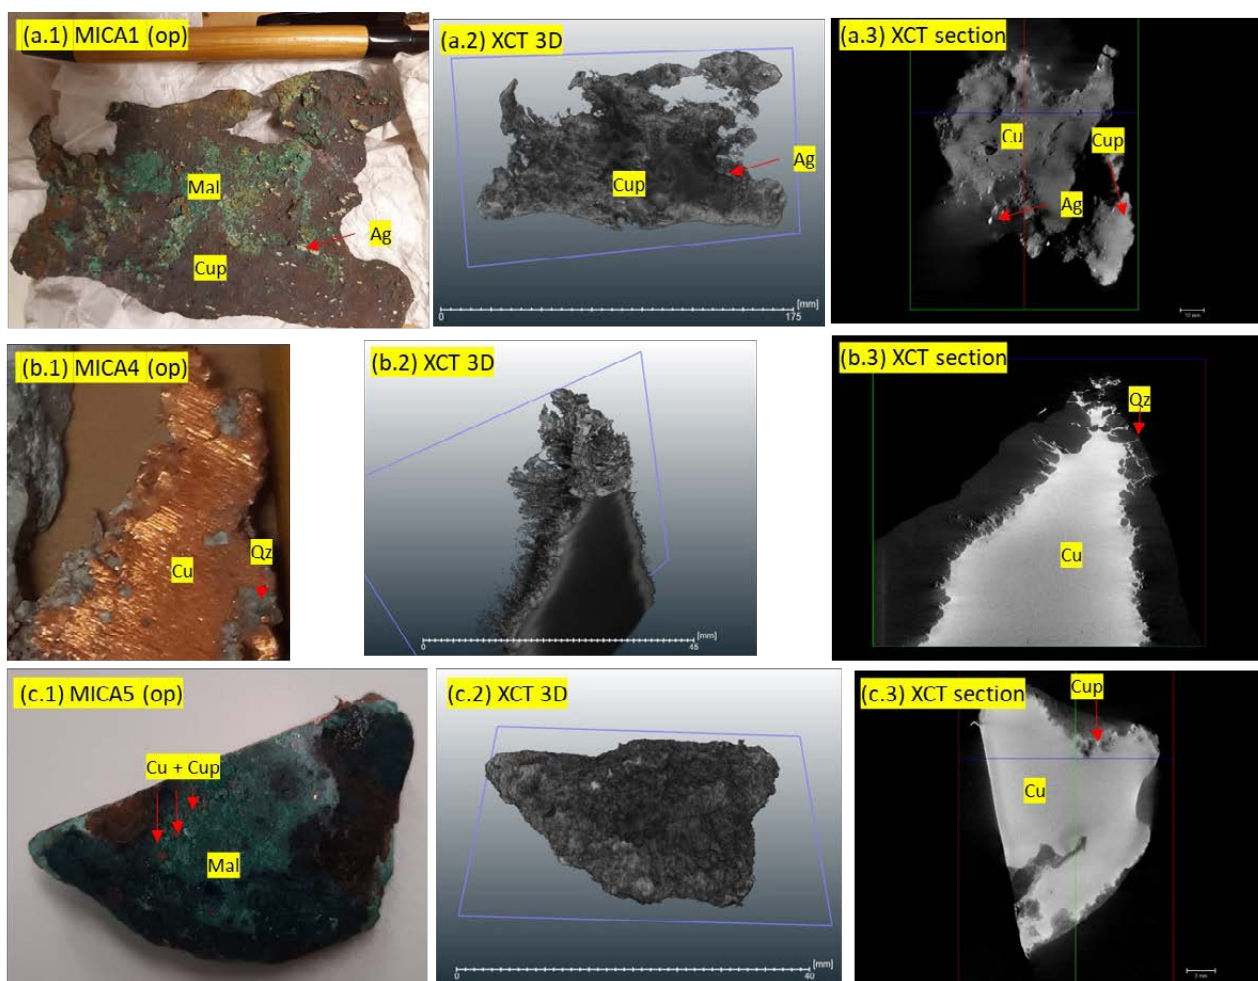 (a.1) MICA1 (op)
Mal
Ag
Cup
(a.2) XCT 3D
Ag
Cup
[mm]
0
175
(a.3) XCT section
Cu
Cup
Ag
10 mm
(b.1) MICA4 (op)
Qz
Cu
(b.2) XCT 3D
[mm]
0
45
(b.3) XCT section
Qz
Cu
(c.1) MICA5 (op)
Cu + Cup
Mal
(c.2) XCT 3D
[mm]
0
40
(c.3) XCT section
Cup
Cu